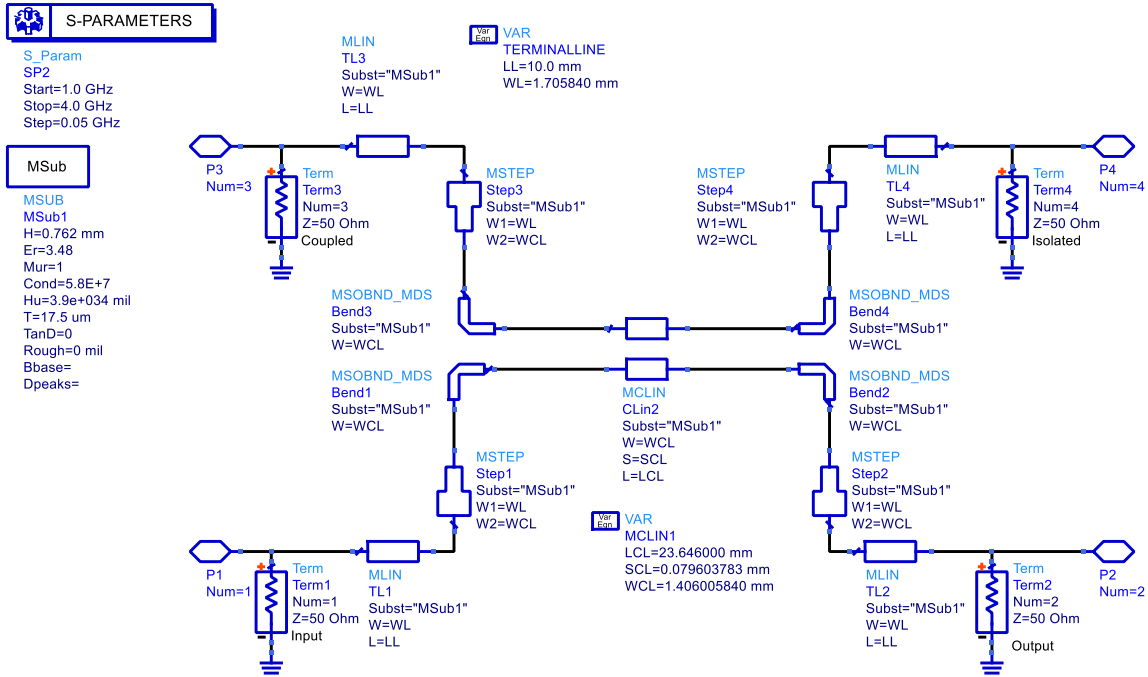 S-PARAMETERS
S_Param
SP2
Start=1.0 GHz
Stop=4.0 GHz
Step=0.05 GHz
MSub
MSUB
MSub1
H=0.762 mm
Er=3.48
Mur=1
Cond=5.8E+7
Hu=3.9e+034 mil
T=17.5 um
TanD=0
Rough=0 mil
Bbase=
Dpeaks=
Var
Eqn
VAR
TERMINALLINE
LL=10.0 mm
WL=1.705840 mm
MLIN
TL3
Subst="MSub1"
W=WL
L=LL
P3
Num=3
Term
Term3
Num=3
Z=50 Ohm
Coupled
MSTEP
Step3
Subst="MSub1"
W1=WL
W2=WCL
MSTEP
Step4
Subst="MSub1"
W1=WL
W2=WCL
MLIN
TL4
Subst="MSub1"
W=WL
L=LL
Term
Term4
Num=4
Z=50 Ohm
Isolated
P4
Num=4
MSOBND_MDS
Bend3
Subst="MSub1"
W=WCL
MSOBND_MDS
Bend4
Subst="MSub1"
W=WCL
MSOBND_MDS
Bend1
Subst="MSub1"
W=WCL
MCLIN
CLin2
Subst="MSub1"
W=WCL
S=SCL
L=LCL
MSOBND_MDS
Bend2
Subst="MSub1"
W=WCL
MSTEP
Step1
Subst="MSub1"
W1=WL
W2=WCL
MSTEP
Step2
Subst="MSub1"
W1=WL
W2=WCL
Var
Eqn
VAR
MCLIN1
LCL=23.646000 mm
SCL=0.079603783 mm
WCL=1.406005840 mm
P1
Num=1
Term
Term1
Num=1
Z=50 Ohm
Input
MLIN
TL1
Subst="MSub1"
W=WL
L=LL
MLIN
TL2
Subst="MSub1"
W=WL
L=LL
Term
Term2
Num=2
Z=50 Ohm
Output
P2
Num=2